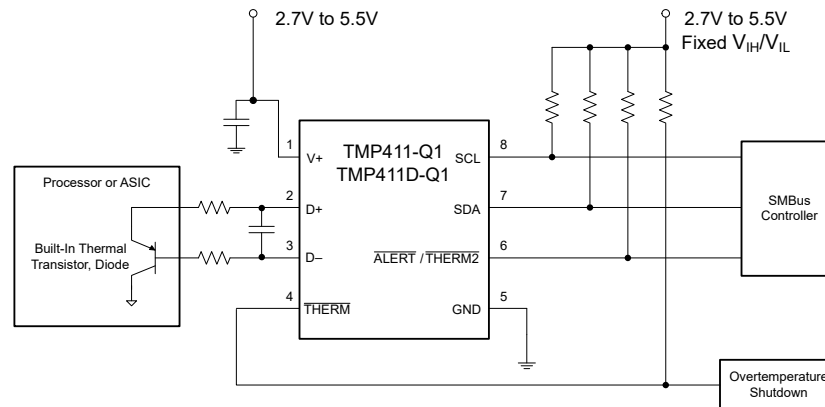 2.7V to 5.5V
2.7V to 5.5V
Fixed VIH/VIL
TMP411-Q1
TMP411D-Q1
1
V+
SCL
8
Processor or ASIC
Built-In Thermal
Transistor, Diode
2
D+
SDA
7
SMBus
Controller
3
D–
ALERT / THERM2
6
4
THERM
GND
5
Overtemperature
Shutdown